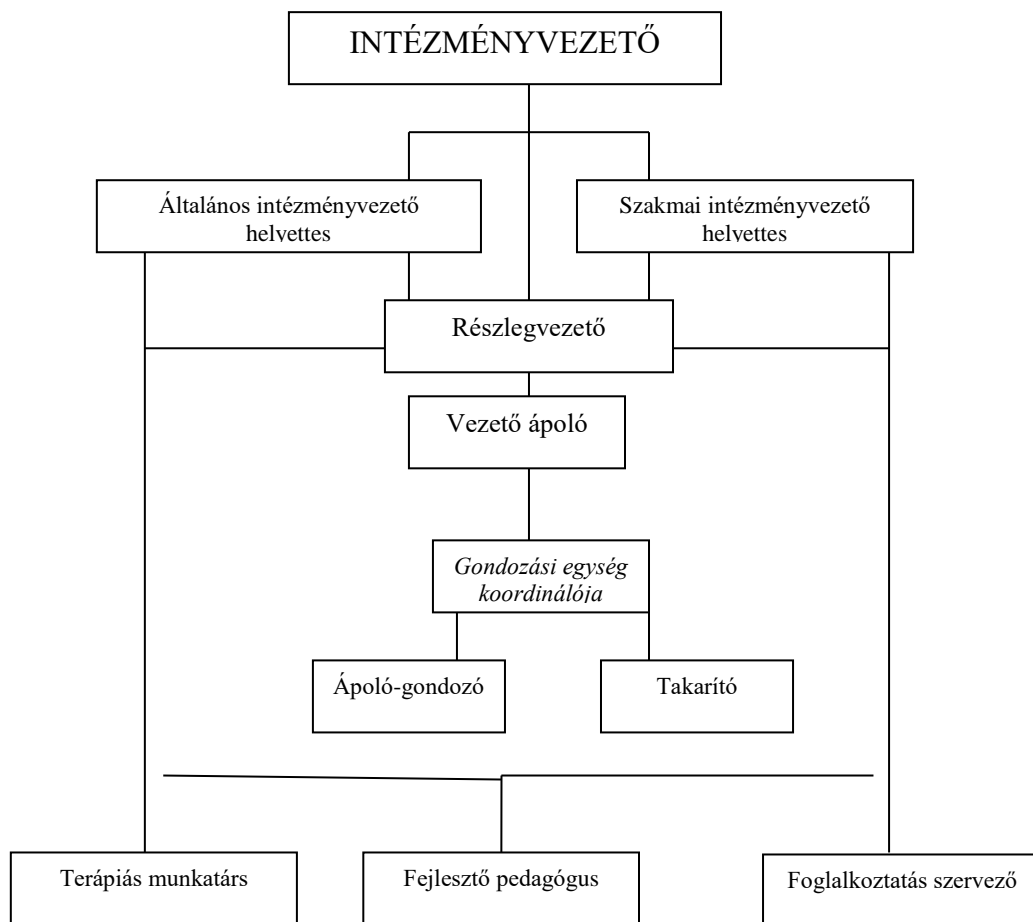 INTÉZMÉNYVEZETŐ
Általános intézményvezető
helyettes
Szakmai intézményvezető
helyettes
Részlegvezető
Vezető ápoló
Gondozási egység
koordinálója
Ápoló-gondozó
Takarító
Terápiás munkatárs
Fejlesztő pedagógus
Foglalkoztatás szervező